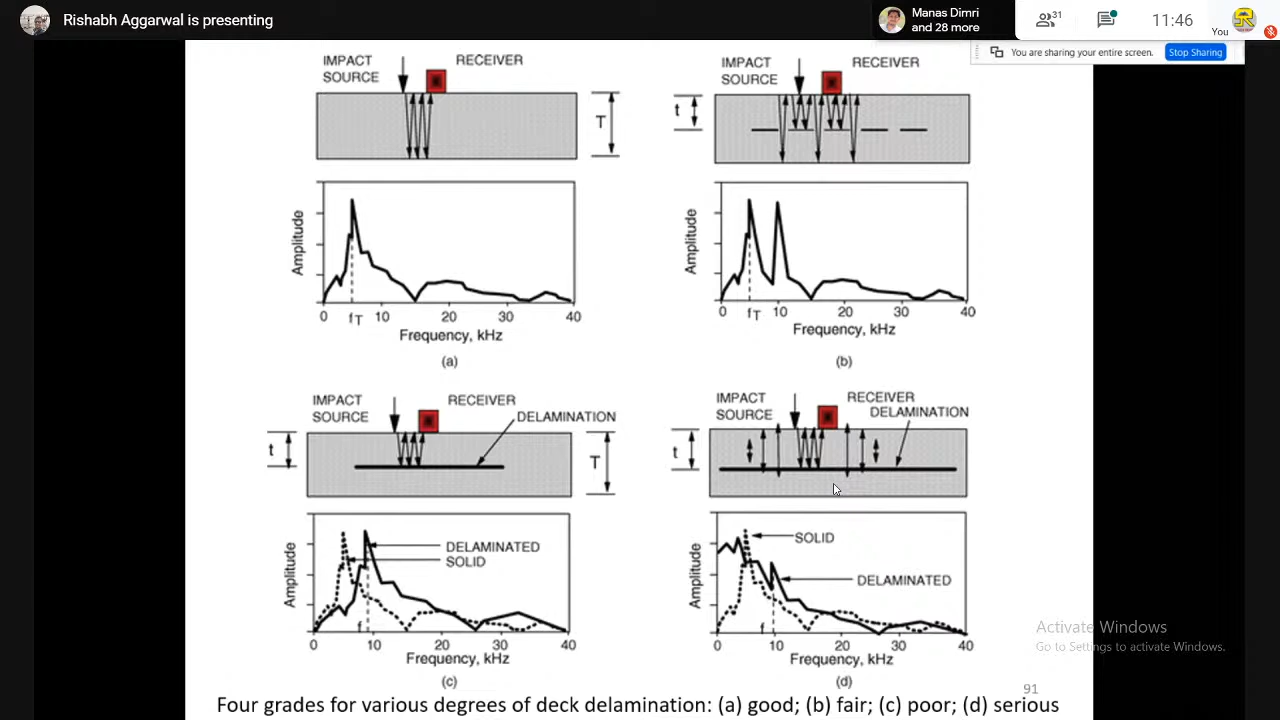 Rishabh Aggarwal is presenting
Manas Dimri
and 28 more
31
11:46
You
You are sharing your entire screen.
Stop Sharing
IMPACT
SOURCE
RECEIVER
T
Amplitude
0
fT
10
20
30
40
Frequency, kHz
(a)
IMPACT
SOURCE
RECEIVER
t
Amplitude
0
fT
10
20
30
40
Frequency, kHz
(b)
IMPACT
SOURCE
RECEIVER
DELAMINATION
t
T
DELAMINATED
SOLID
Amplitude
f
0
10
20
30
40
Frequency, kHz
(c)
IMPACT
SOURCE
RECEIVER
DELAMINATION
t
SOLID
DELAMINATED
Amplitude
f
0
10
20
30
40
Frequency, kHz
(d)
Activate Windows
Go to Settings to activate Windows.
91
Four grades for various degrees of deck delamination: (a) good; (b) fair; (c) poor; (d) serious